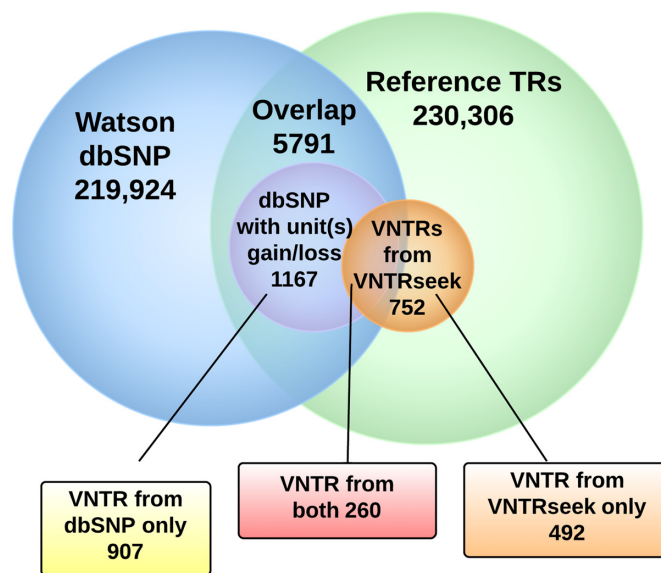 Watson
dbSNP
219,924
Overlap
5791
Reference TRs
230,306
dbSNP
with unit(s)
gain/loss
1167
VNTRs
from
VNTRseek
752
VNTR from
dbSNP only
907
VNTR from
both 260
VNTR from
VNTRseek only
492